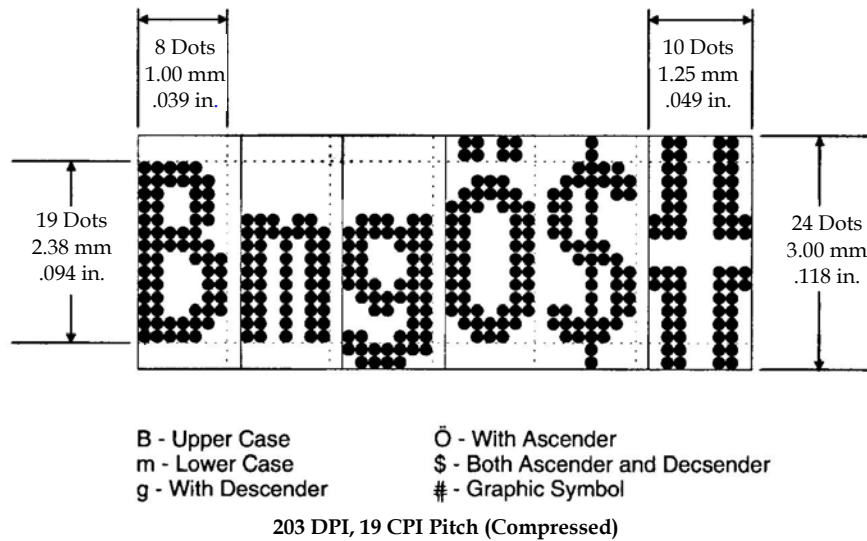 8 Dots
1.00 mm
.039 in.
10 Dots
1.25 mm
.049 in.
B m g Ö $ ⋕
19 Dots
2.38 mm
.094 in.
24 Dots
3.00 mm
.118 in.
B - Upper Case
Ö - With Ascender
m - Lower Case
$ - Both Ascender and Decsender
g - With Descender
⋕ - Graphic Symbol
203 DPI, 19 CPI Pitch (Compressed)